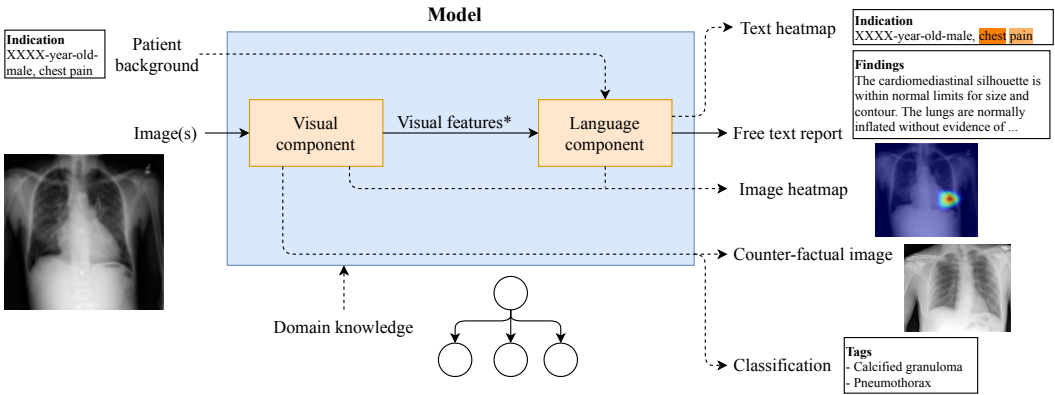 Model
Indication
XXXX-year-old-
male, chest pain
Patient
background
Image(s)
Visual
component
Visual features*
Language
component
Domain knowledge
Text heatmap
Indication
XXXX-year-old-male, chest pain
Findings
The cardiomediastinal silhouette is
within normal limits for size and
contour. The lungs are normally
inflated without evidence of ...
Free text report
Image heatmap
Counter-factual image
Classification
Tags
- Calcified granuloma
- Pneumothorax